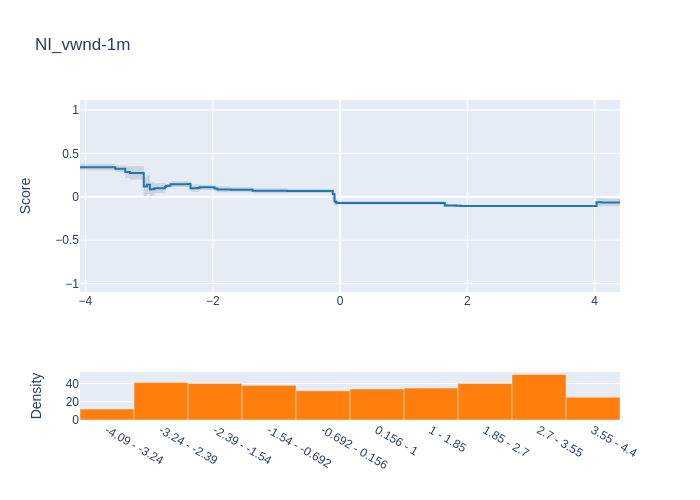 NI_vwnd-1m
Score
1
0.5
0
−0.5
−1
−4
−2
0
2
4
Density
40
20
0
-4.09 - -3.24
-3.24 - -2.39
-2.39 - -1.54
-1.54 - -0.692
-0.692 - 0.156
0.156 - 1
1 - 1.85
1.85 - 2.7
2.7 - 3.55
3.55 - 4.4